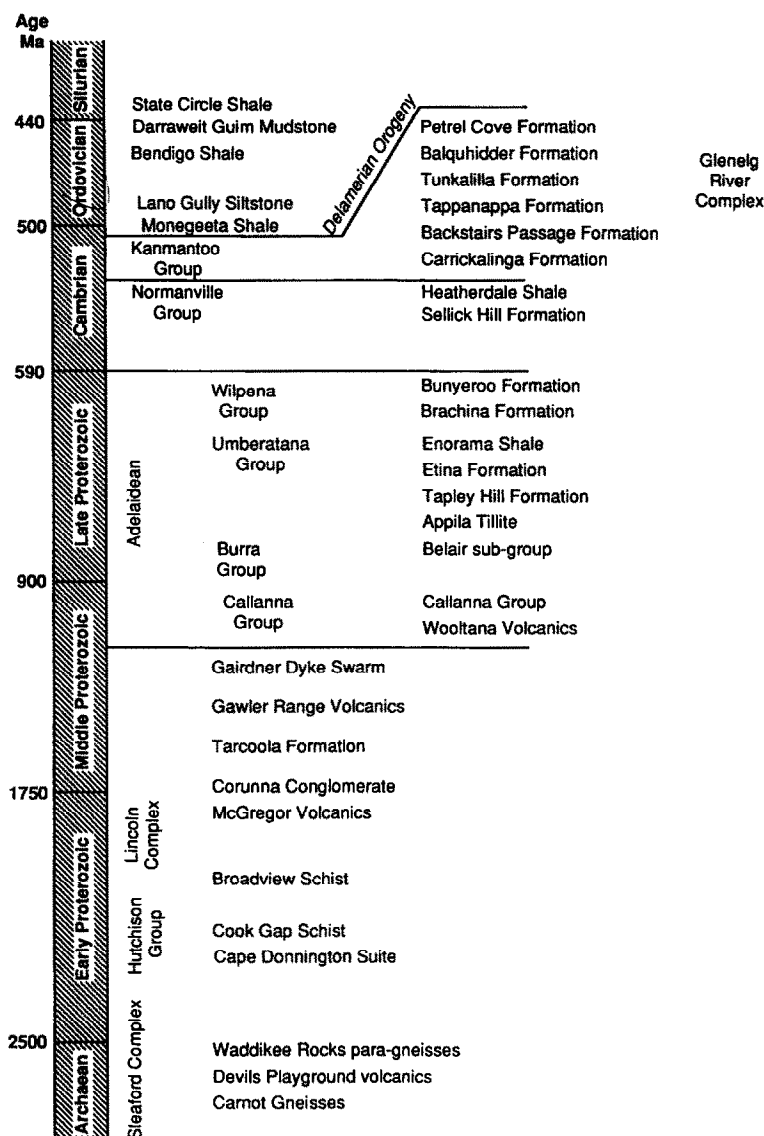 Age
Ma
Silurian
440
Ordovician
500
Cambrian
590
Late Proterozoic
900
Middle Proterozoic
1750
Early Proterozoic
2500
Archaean
State Circle Shale
Darraweit Guim Mudstone
Bendigo Shale
Lano Gully Siltstone
Monegeeta Shale
Delamerian Orogeny
Kanmantoo
Group
Normanville
Group
Petrel Cove Formation
Balquhidder Formation
Tunkalilla Formation
Tappanappa Formation
Backstairs Passage Formation
Carrickalinga Formation
Heatherdale Shale
Sellick Hill Formation
Glenelg
River
Complex
Adelaidean
Wilpena
Group
Umberatana
Group
Burra
Group
Callanna
Group
Bunyeroo Formation
Brachina Formation
Enorama Shale
Etina Formation
Tapley Hill Formation
Appila Tillite
Belair sub-group
Callanna Group
Wooltana Volcanics
Gairdner Dyke Swarm
Gawler Range Volcanics
Tarcoola Formation
Corunna Conglomerate
McGregor Volcanics
Lincoln
Complex
Broadview Schist
Hutchison
Group
Cook Gap Schist
Cape Donnington Suite
Sleaford Complex
Waddikee Rocks para-gneisses
Devils Playground volcanics
Carnot Gneisses